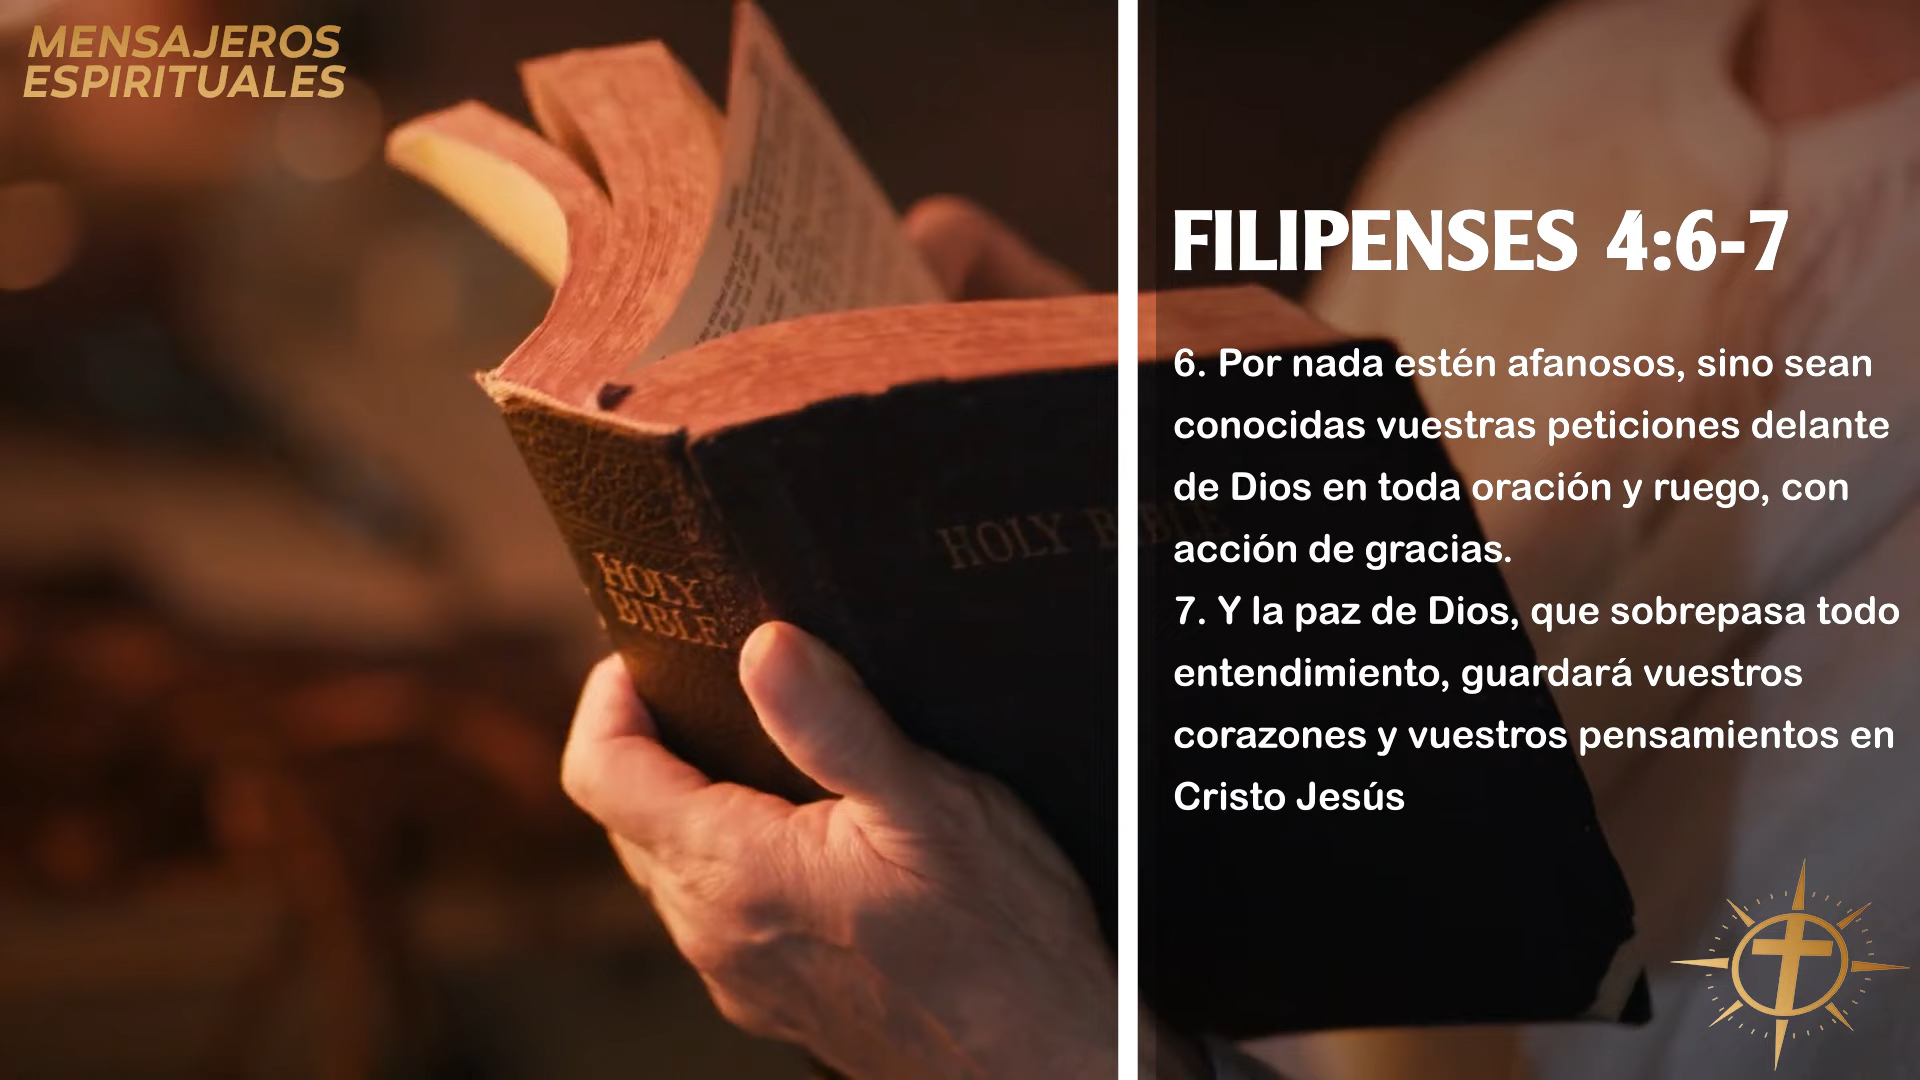 MENSAJEROS
ESPIRITUALES
HOLY
BIBLE
HOLY BIBLE
FILIPENSES 4:6-7
6. Por nada estén afanosos, sino sean
conocidas vuestras peticiones delante
de Dios en toda oración y ruego, con
acción de gracias.
7. Y la paz de Dios, que sobrepasa todo
entendimiento, guardará vuestros
corazones y vuestros pensamientos en
Cristo Jesús